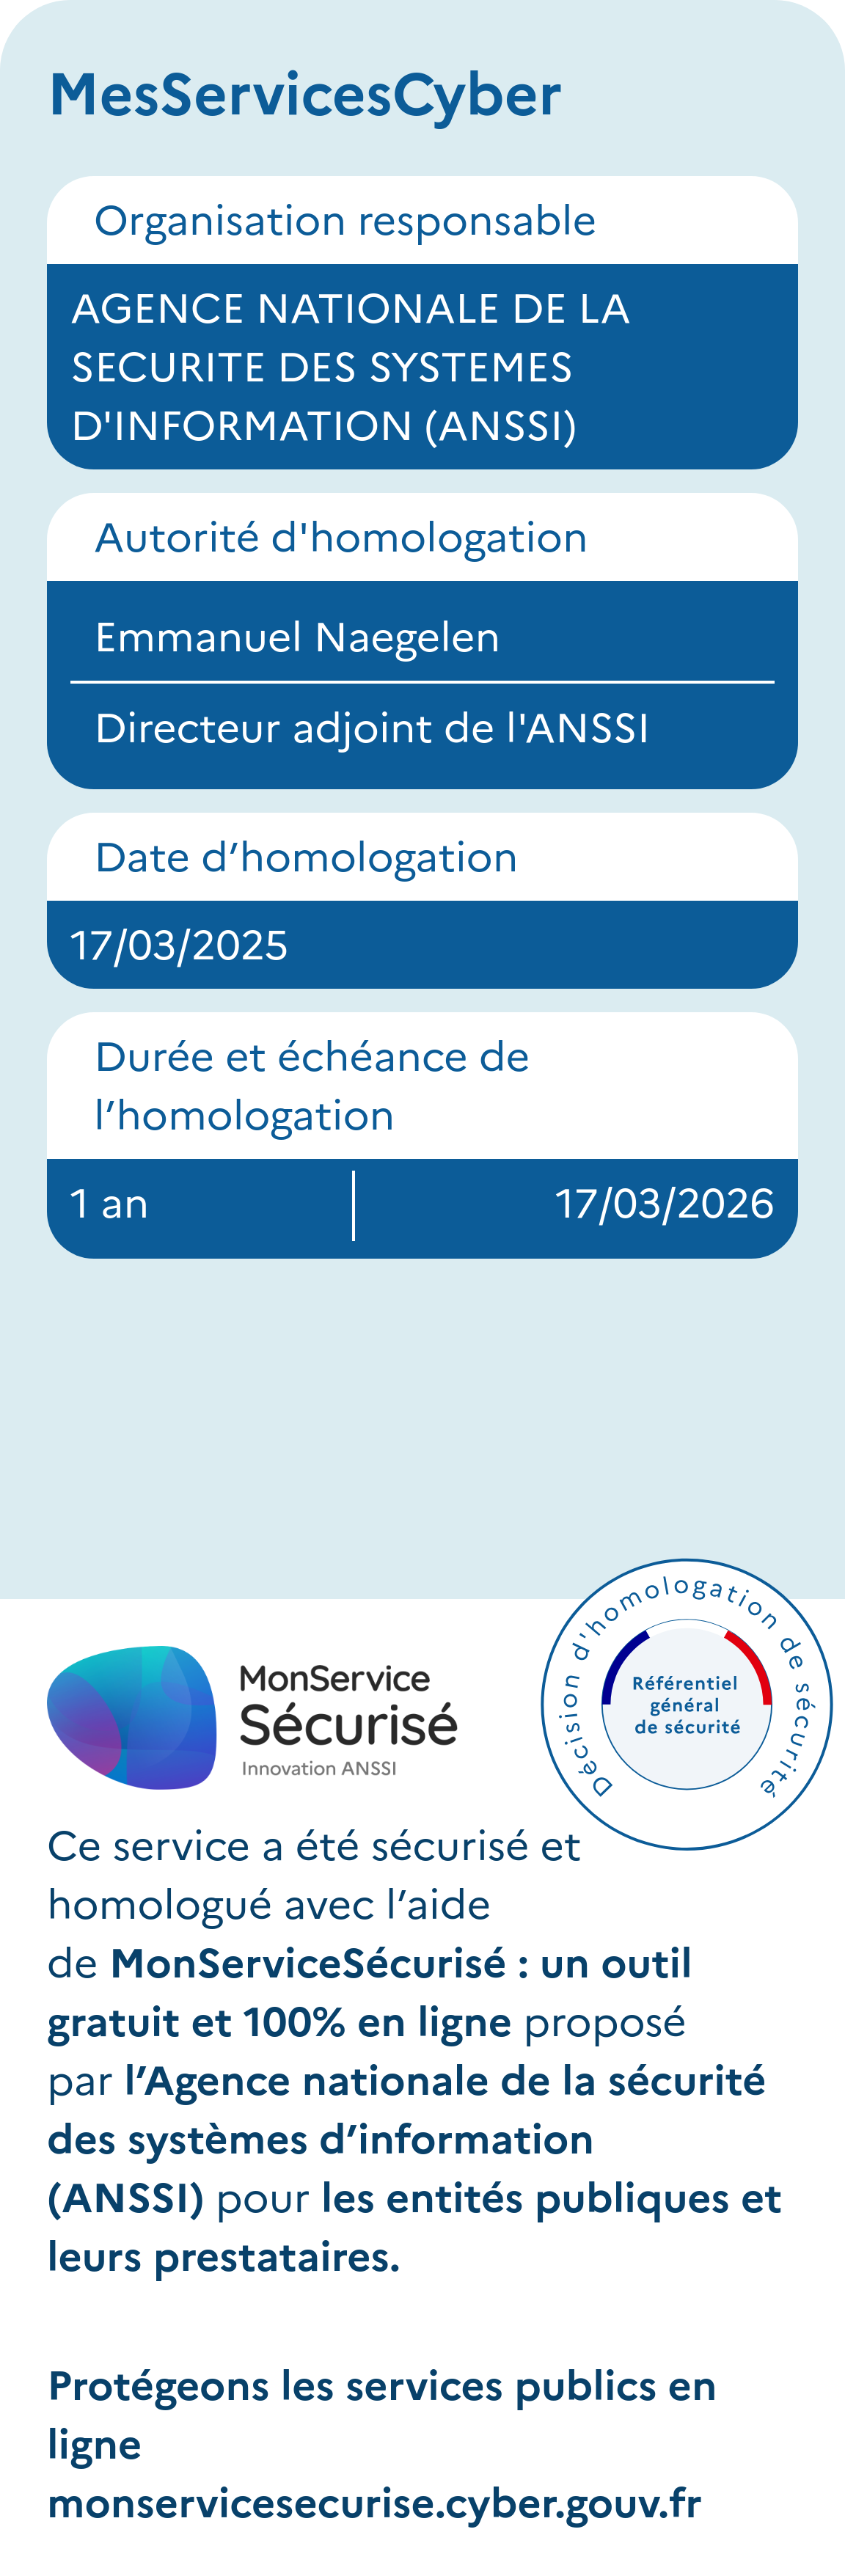 MesServicesCyber
Organisation responsable
AGENCE NATIONALE DE LA
SECURITE DES SYSTEMES
D'INFORMATION (ANSSI)
Autorité d'homologation
Emmanuel Naegelen
Directeur adjoint de l'ANSSI
Date d’homologation
17/03/2025
Durée et échéance de
l’homologation
1 an
17/03/2026
MonService
Sécurisé
Innovation ANSSI
Décision d'homologation de sécurité
Référentiel
général
de sécurité
Ce service a été sécurisé et
homologué avec l’aide
de MonServiceSécurisé : un outil
gratuit et 100% en ligne proposé
par l’Agence nationale de la sécurité
des systèmes d’information
(ANSSI) pour les entités publiques et
leurs prestataires.
Protégeons les services publics en
ligne
monservicesecurise.cyber.gouv.fr